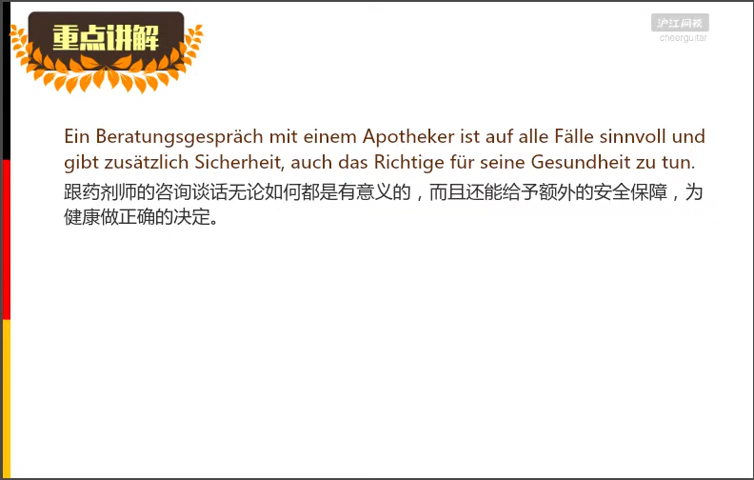 重点讲解
沪江网校
cheerguitar
Ein Beratungsgespräch mit einem Apotheker ist auf alle Fälle sinnvoll und
gibt zusätzlich Sicherheit, auch das Richtige für seine Gesundheit zu tun.
跟药剂师的咨询谈话无论如何都是有意义的，而且还能给予额外的安全保障，为
健康做正确的决定。